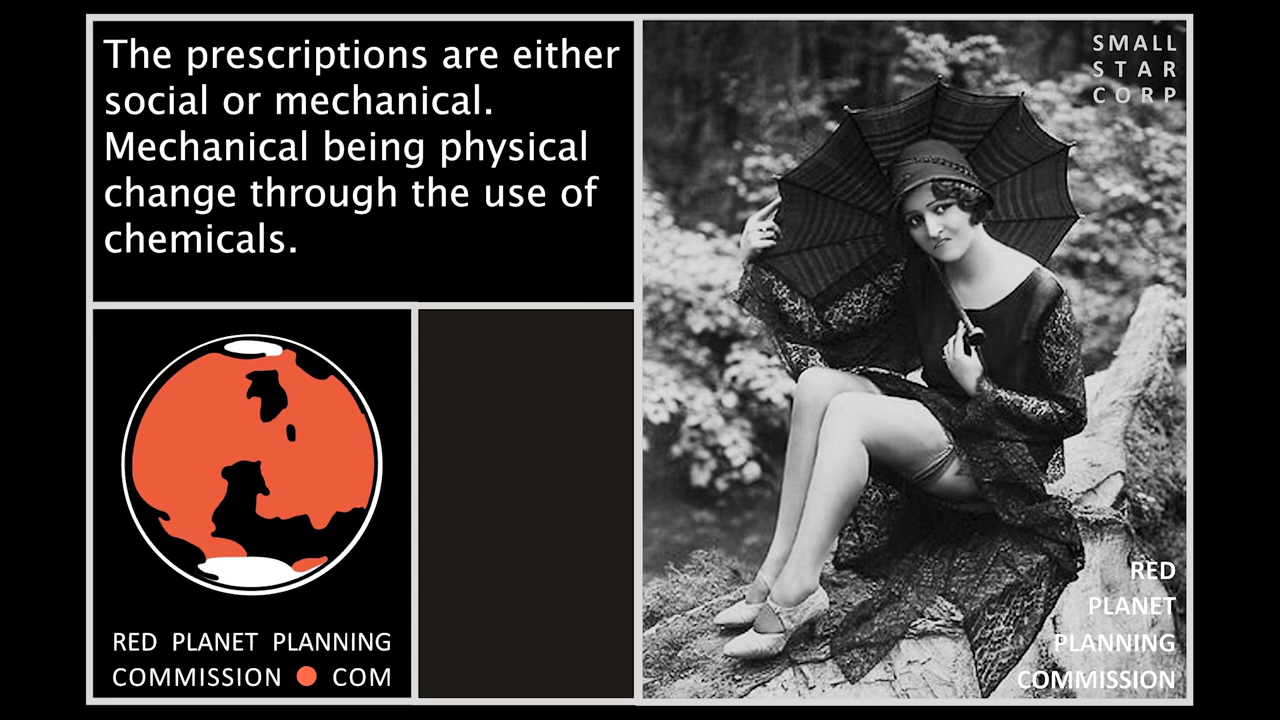 The prescriptions are either
social or mechanical.
Mechanical being physical
change through the use of
chemicals.
RED PLANET PLANNING
COMMISSION COM
SMALL
STAR
CORP
RED
PLANET
PLANNING
COMMISSION